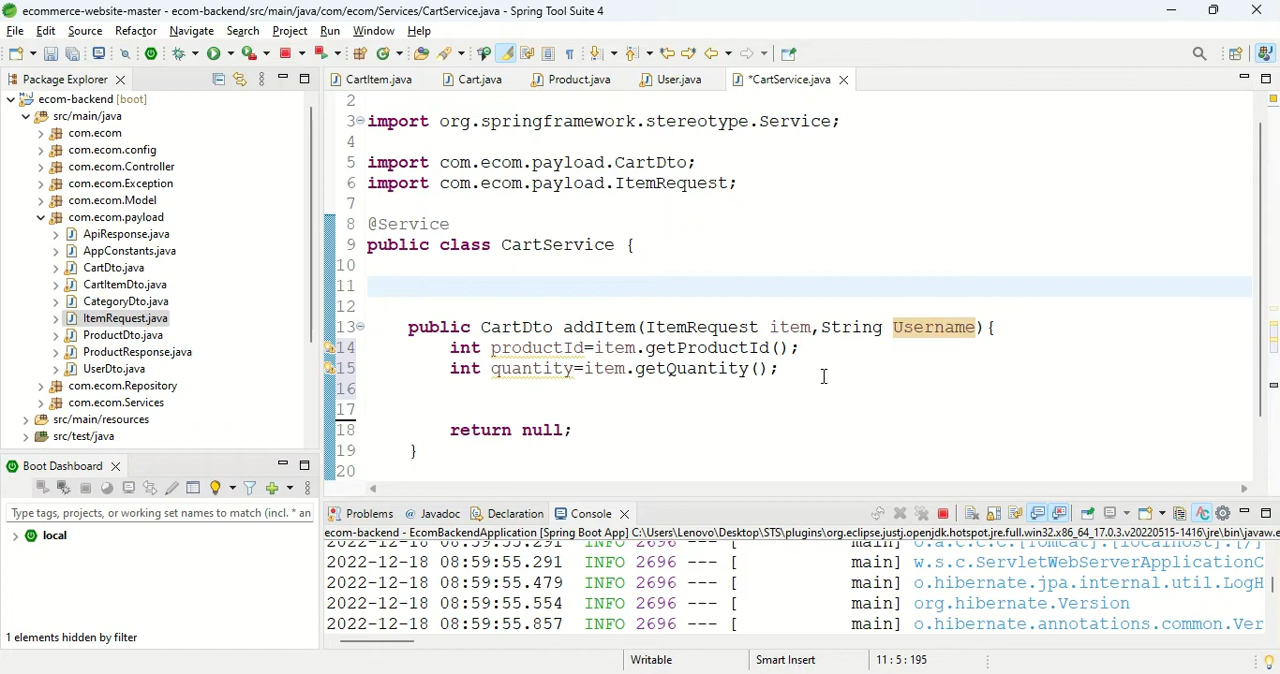 ecommerce-website-master - ecom-backend/src/main/java/com/ecom/Services/CartService.java - Spring Tool Suite 4
File Edit Source Refactor Navigate Search Project Run Window Help
Package Explorer
CartItem.java Cart.java Product.java User.java *CartService.java
ecom-backend [boot]
src/main/java
com.ecom
com.ecom.config
com.ecom.Controller
com.ecom.Exception
com.ecom.Model
com.ecom.payload
ApiResponse.java
AppConstants.java
CartDto.java
CartItemDto.java
CategoryDto.java
ItemRequest.java
ProductDto.java
ProductResponse.java
UserDto.java
com.ecom.Repository
com.ecom.Services
src/main/resources
src/test/java
2
3 import org.springframework.stereotype.Service;
4
5 import com.ecom.payload.CartDto;
6 import com.ecom.payload.ItemRequest;
7
8 @Service
9 public class CartService {
10
11
12
13 public CartDto addItem(ItemRequest item,String Username){
14 int productId=item.getProductId();
15 int quantity=item.getQuantity();
16
17
18 return null;
19 }
20
Boot Dashboard
Type tags, projects, or working set names to match (incl. * an
local
1 elements hidden by filter
Problems Javadoc Declaration Console
ecom-backend - EcomBackendApplication [Spring Boot App] C:\Users\Lenovo\Desktop\STS\plugins\org.eclipse.justj.openjdk.hotspot.jre.full.win32.x86_64_17.0.3.v20220515-1416\jre\bin\javaw.e
2022-12-18 08:59:55.291 INFO 2696 --- [ main] o.a.c.c.C.[Tomcat].[localhost].[/]
2022-12-18 08:59:55.291 INFO 2696 --- [ main] w.s.c.ServletWebServerApplicationC
2022-12-18 08:59:55.479 INFO 2696 --- [ main] o.hibernate.jpa.internal.util.LogH
2022-12-18 08:59:55.554 INFO 2696 --- [ main] org.hibernate.Version
2022-12-18 08:59:55.857 INFO 2696 --- [ main] o.hibernate.annotations.common.Ver
Writable Smart Insert 11 : 5 : 195